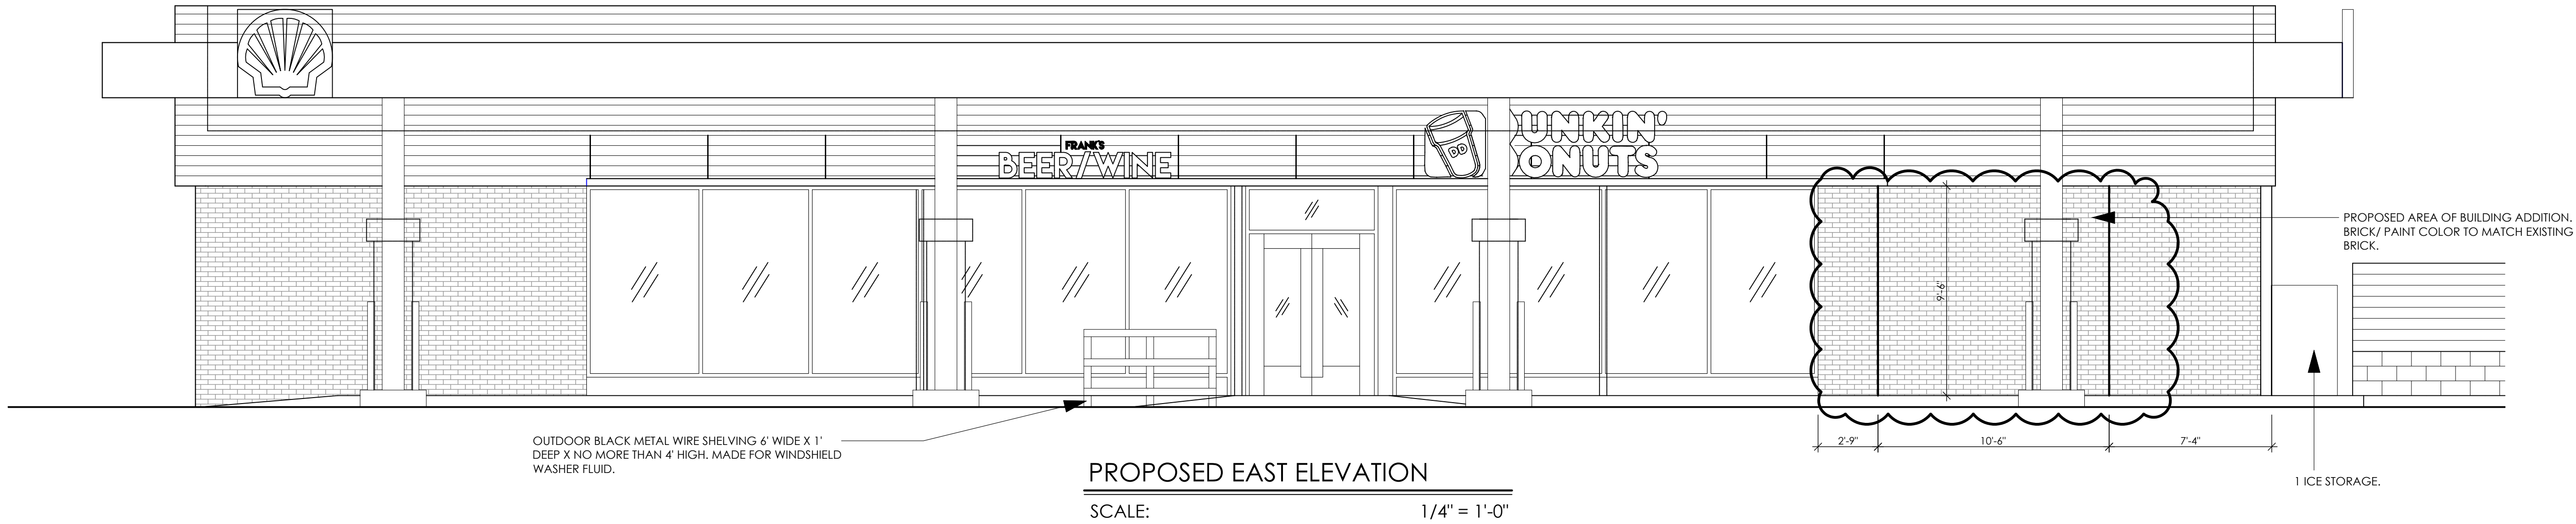 FRANK'S
BEER/WINE
DUNKIN'
DONUTS
DD
9'-6"
PROPOSED AREA OF BUILDING ADDITION.
BRICK/ PAINT COLOR TO MATCH EXISTING
BRICK.
OUTDOOR BLACK METAL WIRE SHELVING 6' WIDE X 1'
DEEP X NO MORE THAN 4' HIGH. MADE FOR WINDSHIELD
WASHER FLUID.
2'-9"
10'-6"
7'-4"
1 ICE STORAGE.
PROPOSED EAST ELEVATION
SCALE: 1/4" = 1'-0"